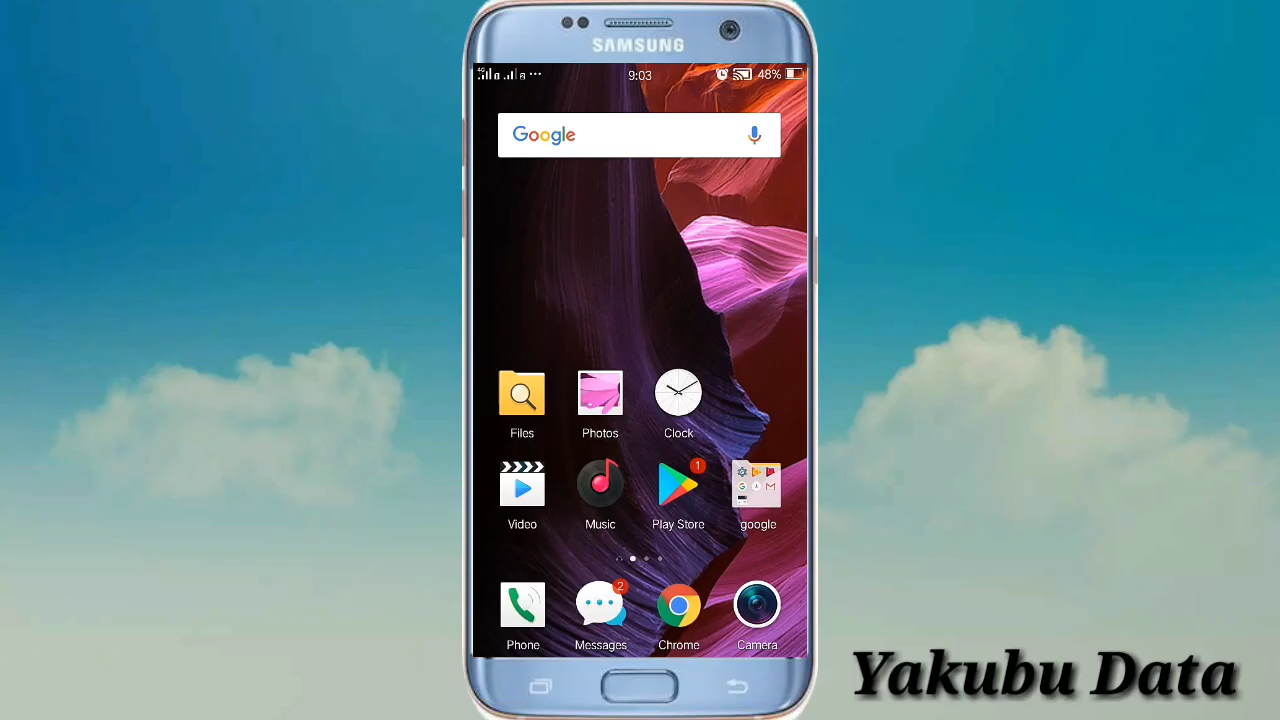 SAMSUNG
9:03
48%
Google
Files
Photos
Clock
1
Video
Music
Play Store
google
2
Phone
Messages
Chrome
Camera
Yakubu Data